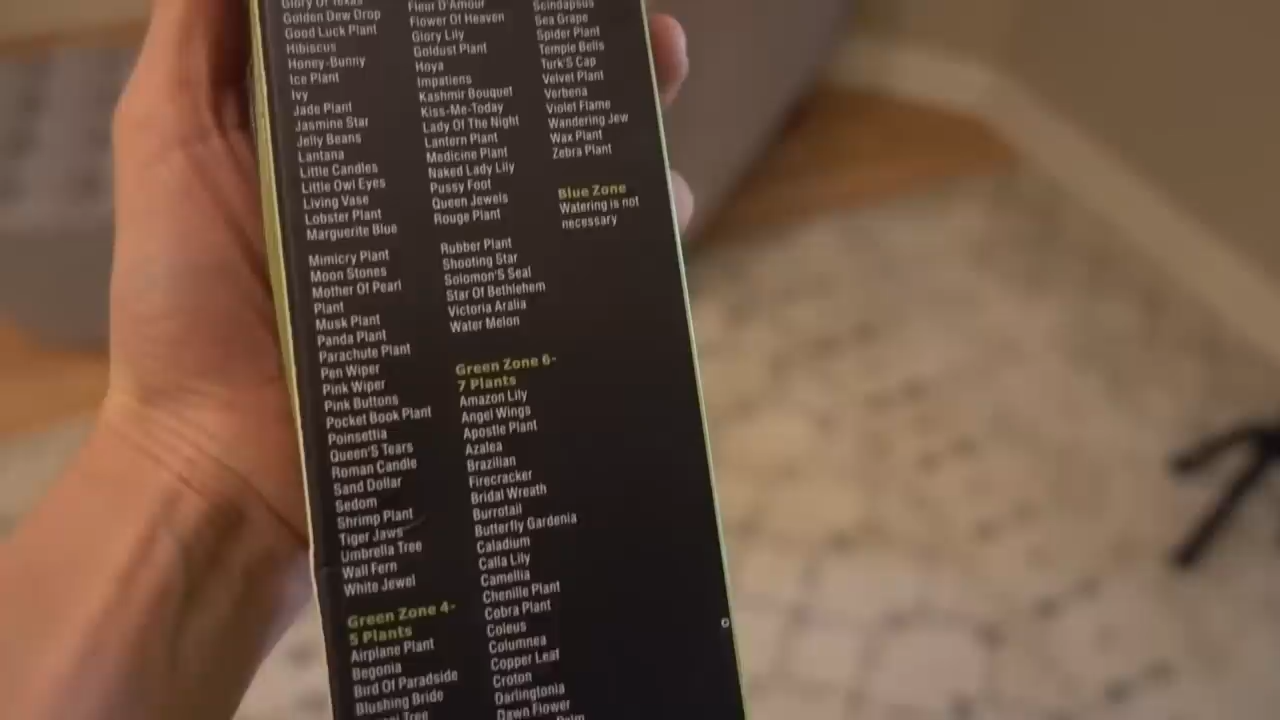 Glory Of Texas
Golden Dew Drop
Good Luck Plant
Hibiscus
Honey-Bunny
Ice Plant
Ivy
Jade Plant
Jasmine Star
Jelly Beans
Lantana
Little Candles
Little Owl Eyes
Living Vase
Lobster Plant
Marguerite Blue
Mimicry Plant
Moon Stones
Mother Of Pearl
Plant
Musk Plant
Panda Plant
Parachute Plant
Pen Wiper
Pink Wiper
Pink Buttons
Pocket Book Plant
Poinsettia
Queen'S Tears
Roman Candle
Sand Dollar
Sedom
Shrimp Plant
Tiger Jaws
Umbrella Tree
Wall Fern
White Jewel
Green Zone 4-
5 Plants
Airplane Plant
Begonia
Bird Of Paradside
Blushing Bride
Tree
Fleur D'Amour
Flower Of Heaven
Glory Lily
Goldust Plant
Hoya
Impatiens
Kashmir Bouquet
Kiss-Me-Today
Lady Of The Night
Lantern Plant
Medicine Plant
Naked Lady Lily
Pussy Foot
Queen Jewels
Rouge Plant
Rubber Plant
Shooting Star
Solomon'S Seal
Star Of Bethlehem
Victoria Aralia
Water Melon
Green Zone 6-
7 Plants
Amazon Lily
Angel Wings
Apostle Plant
Azalea
Brazilian
Firecracker
Bridal Wreath
Burrotail
Butterfly Gardenia
Caladium
Calla Lily
Camellia
Chenille Plant
Cobra Plant
Coleus
Columnea
Copper Leaf
Croton
Darlingtonia
Dawn Flower
Palm
Scindapsus
Sea Grape
Spider Plant
Temple Bells
Turk'S Cap
Velvet Plant
Verbena
Violet Flame
Wandering Jew
Wax Plant
Zebra Plant
Blue Zone
Watering is not
necessary